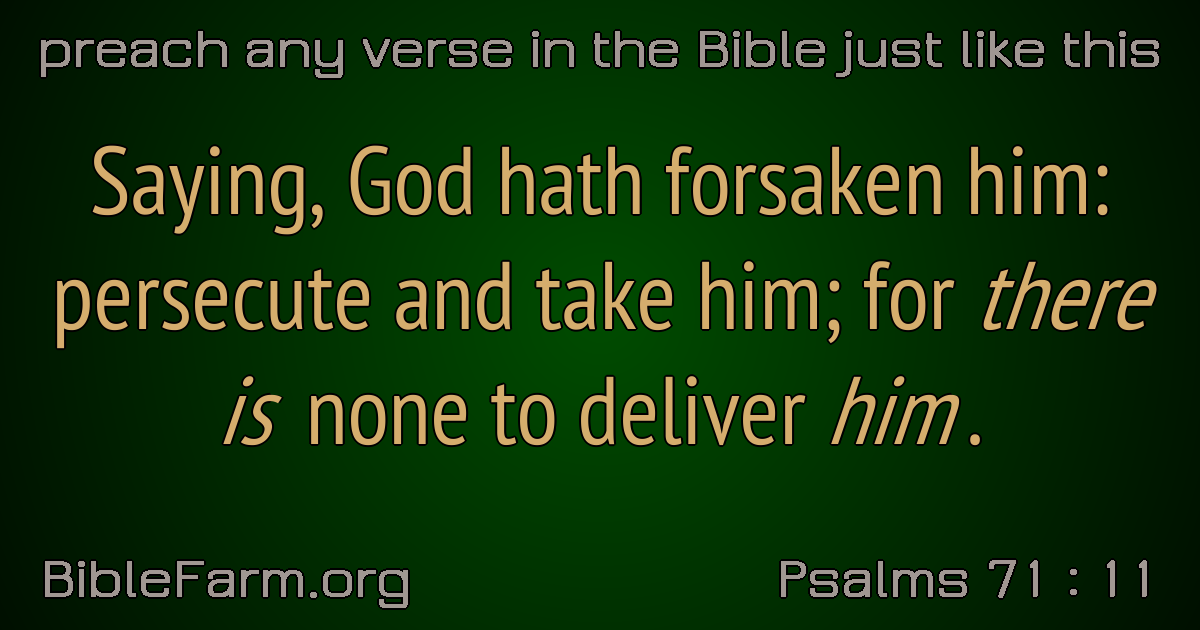 preach any verse in the Bible just like this
Saying, God hath forsaken him:
persecute and take him; for there
is none to deliver him.
BibleFarm.org
Psalms 71 : 11